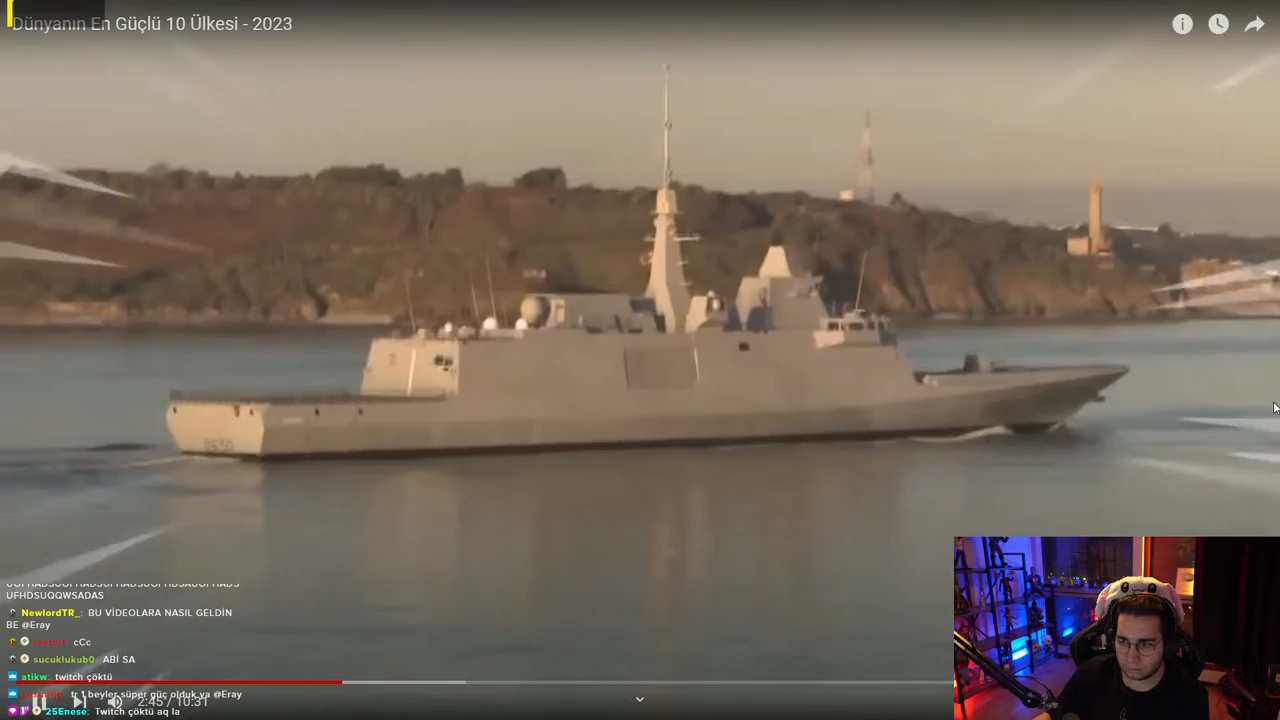 Dünyanın En Güçlü 10 Ülkesi - 2023
UFHDSUQQWSADAS
NewlordTR_: BU VİDEOLARA NASIL GELDİN
BE @Eray
cCc
sucuklukub0: ABİ SA
atikw: twitch çöktü
tr 1 beyler süper güç olduk ya @Eray
2:45 / 10:31
25Enese: Twitch çöktü aq la